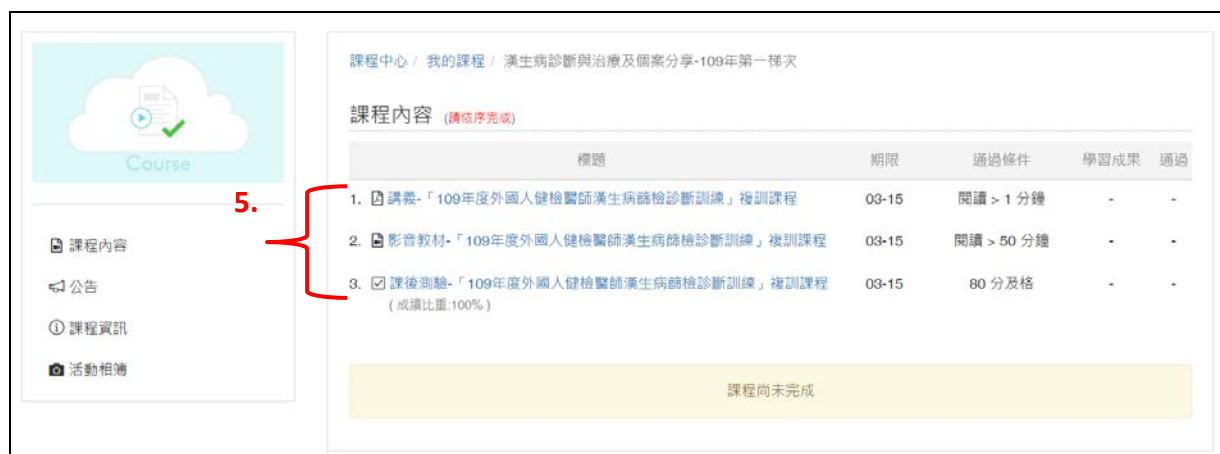 Course
5.
課程內容
公告
課程資訊
活動相簿
課程中心 / 我的課程 / 漢生病診斷與治療及個案分享-109年第一梯次
課程內容 (請依序完成)
標題 期限 通過條件 學習成果 通過
1. 講義-「109年度外國人健檢醫師漢生病篩檢診斷訓練」複訓課程 03-15 閱讀 > 1 分鐘 - -
2. 影音教材-「109年度外國人健檢醫師漢生病篩檢診斷訓練」複訓課程 03-15 閱讀 > 50 分鐘 - -
3. 課後測驗-「109年度外國人健檢醫師漢生病篩檢診斷訓練」複訓課程 03-15 80 分及格 - -
( 成績比重:100% )
課程尚未完成